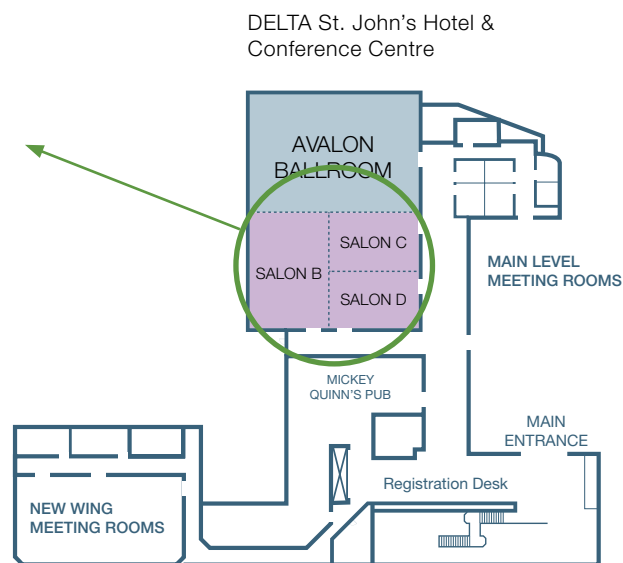 DELTA St. John's Hotel &
Conference Centre
AVALON
BALLROOM
SALON C
SALON B
SALON D
MAIN LEVEL
MEETING ROOMS
MICKEY
QUINN'S PUB
MAIN
ENTRANCE
Registration Desk
NEW WING
MEETING ROOMS